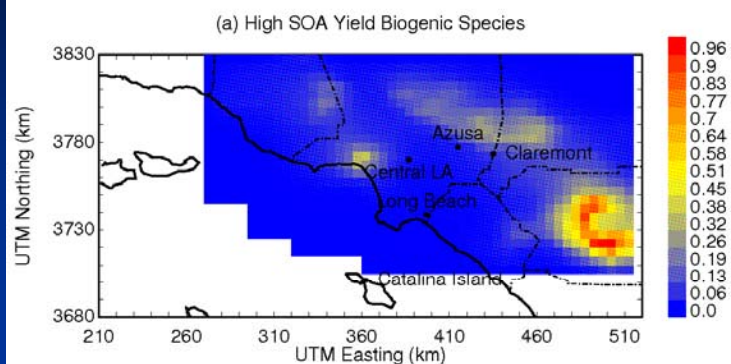 (a) High SOA Yield Biogenic Species
3830
3780
3730
3680
UTM Northing (km)
Azusa
Claremont
Central LA
Long Beach
Catalina Island
210 260 310 360 410 460 510
UTM Easting (km)
0.96
0.9
0.83
0.77
0.7
0.64
0.58
0.51
0.45
0.38
0.32
0.26
0.19
0.13
0.06
0